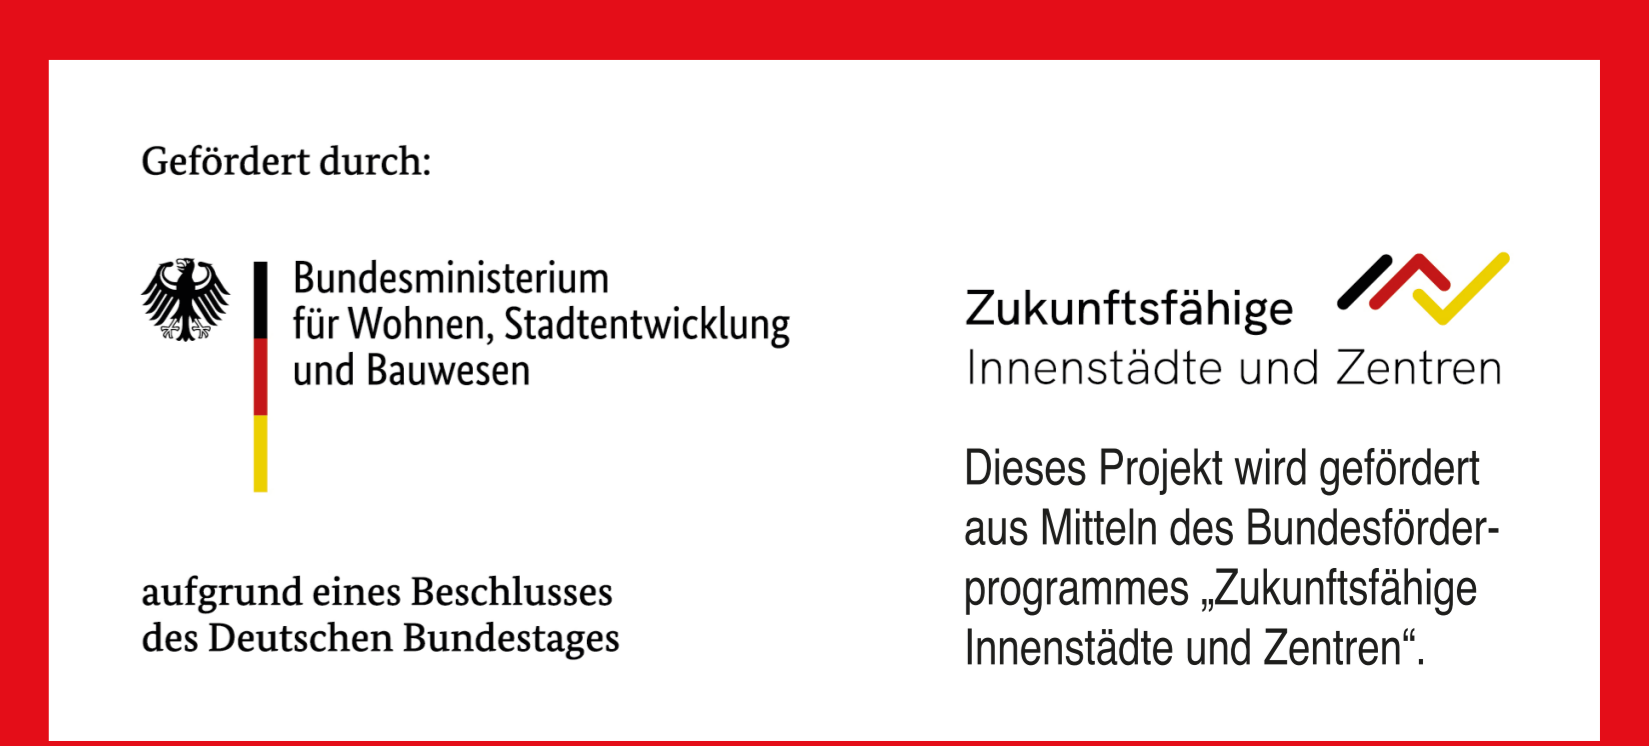 Gefördert durch:
Bundesministerium
für Wohnen, Stadtentwicklung
und Bauwesen
aufgrund eines Beschlusses
des Deutschen Bundestages
Zukunftsfähige
Innenstädte und Zentren
Dieses Projekt wird gefördert
aus Mitteln des Bundesförder-
programmes „Zukunftsfähige
Innenstädte und Zentren“.